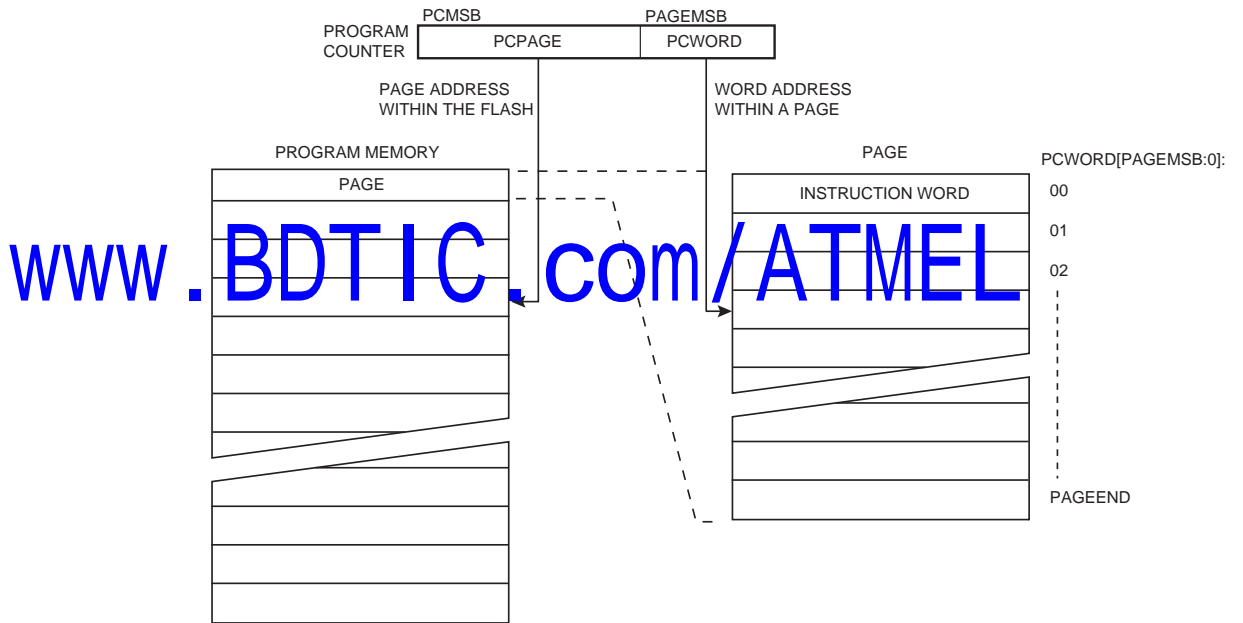 PCMSB PAGEMSB
PROGRAM
COUNTER
PCPAGE PCWORD
PAGE ADDRESS
WITHIN THE FLASH
WORD ADDRESS
WITHIN A PAGE
PROGRAM MEMORY
PAGE
PAGE
INSTRUCTION WORD
PCWORD[PAGEMSB:0]:
00
01
02
PAGEEND
www.BDTIC.com/ATMEL